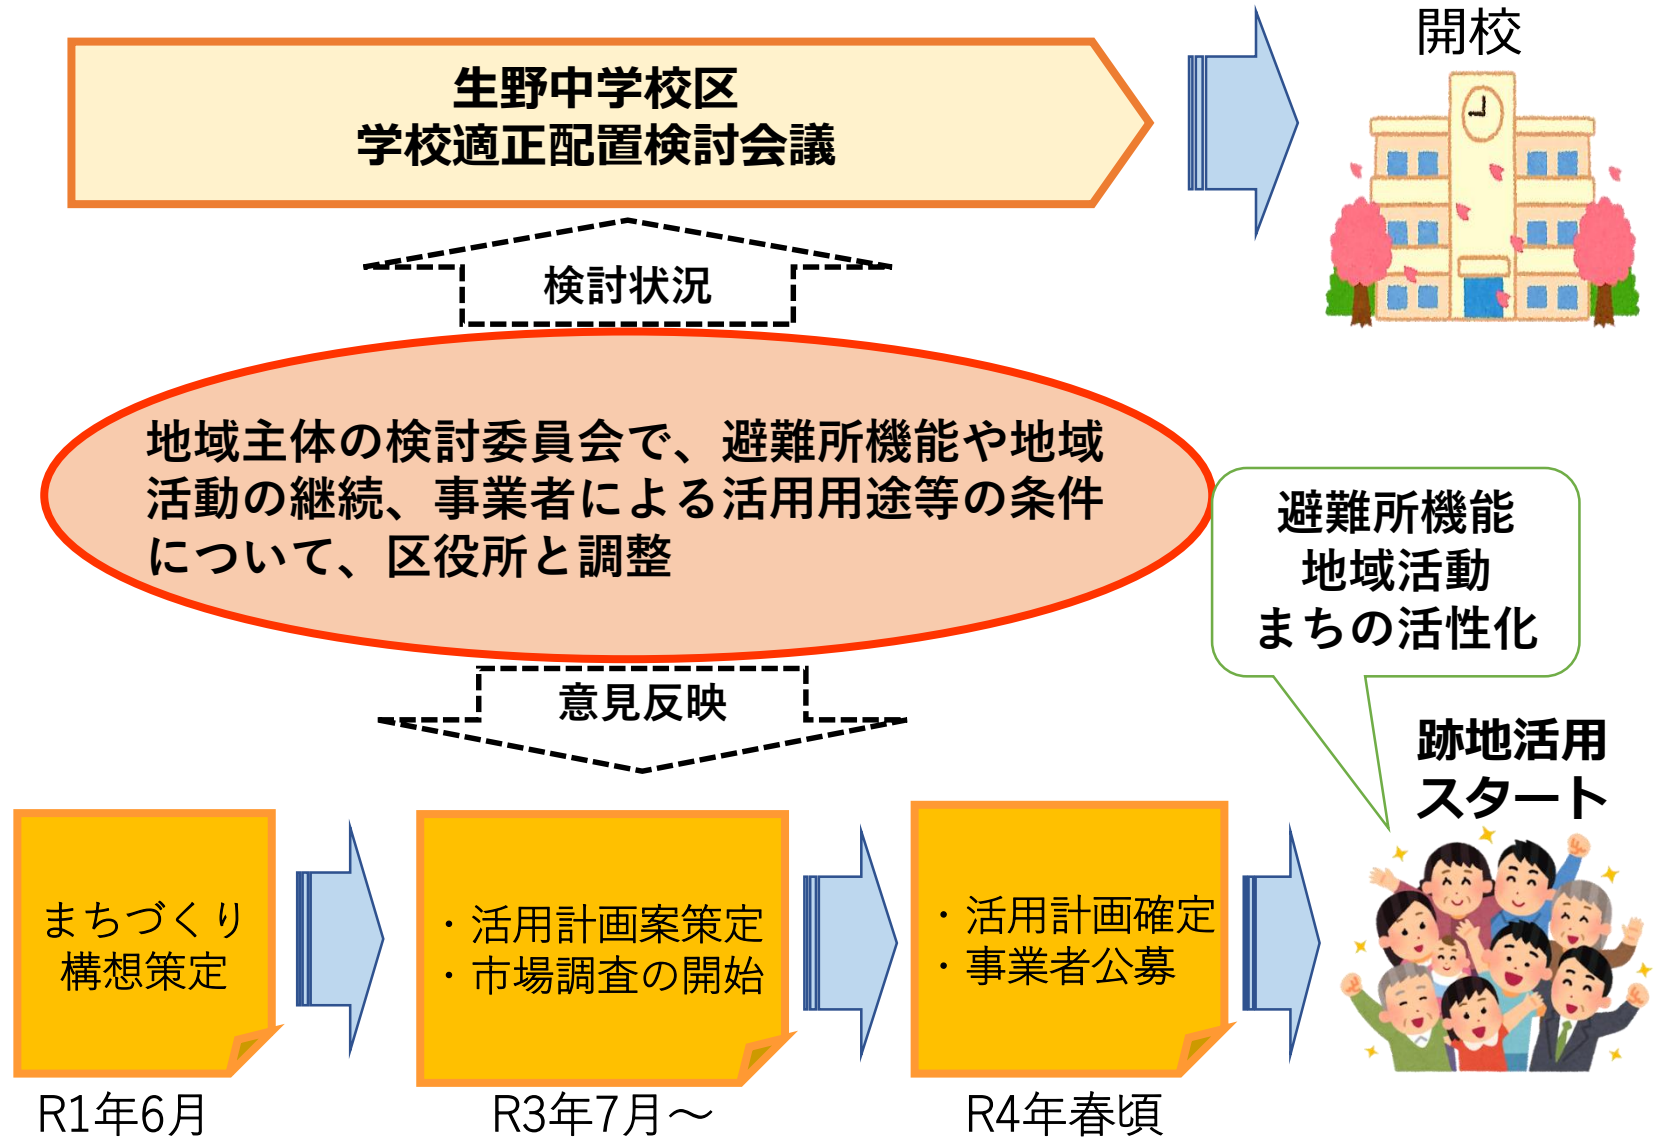 開校
生野中学校区
学校適正配置検討会議
検討状況
地域主体の検討委員会で、避難所機能や地域
活動の継続、事業者による活用用途等の条件
について、区役所と調整
避難所機能
地域活動
まちの活性化
意見反映
跡地活用
スタート
まちづくり
構想策定
・活用計画案策定
・市場調査の開始
・活用計画確定
・事業者公募
R1年6月
R3年7月～
R4年春頃